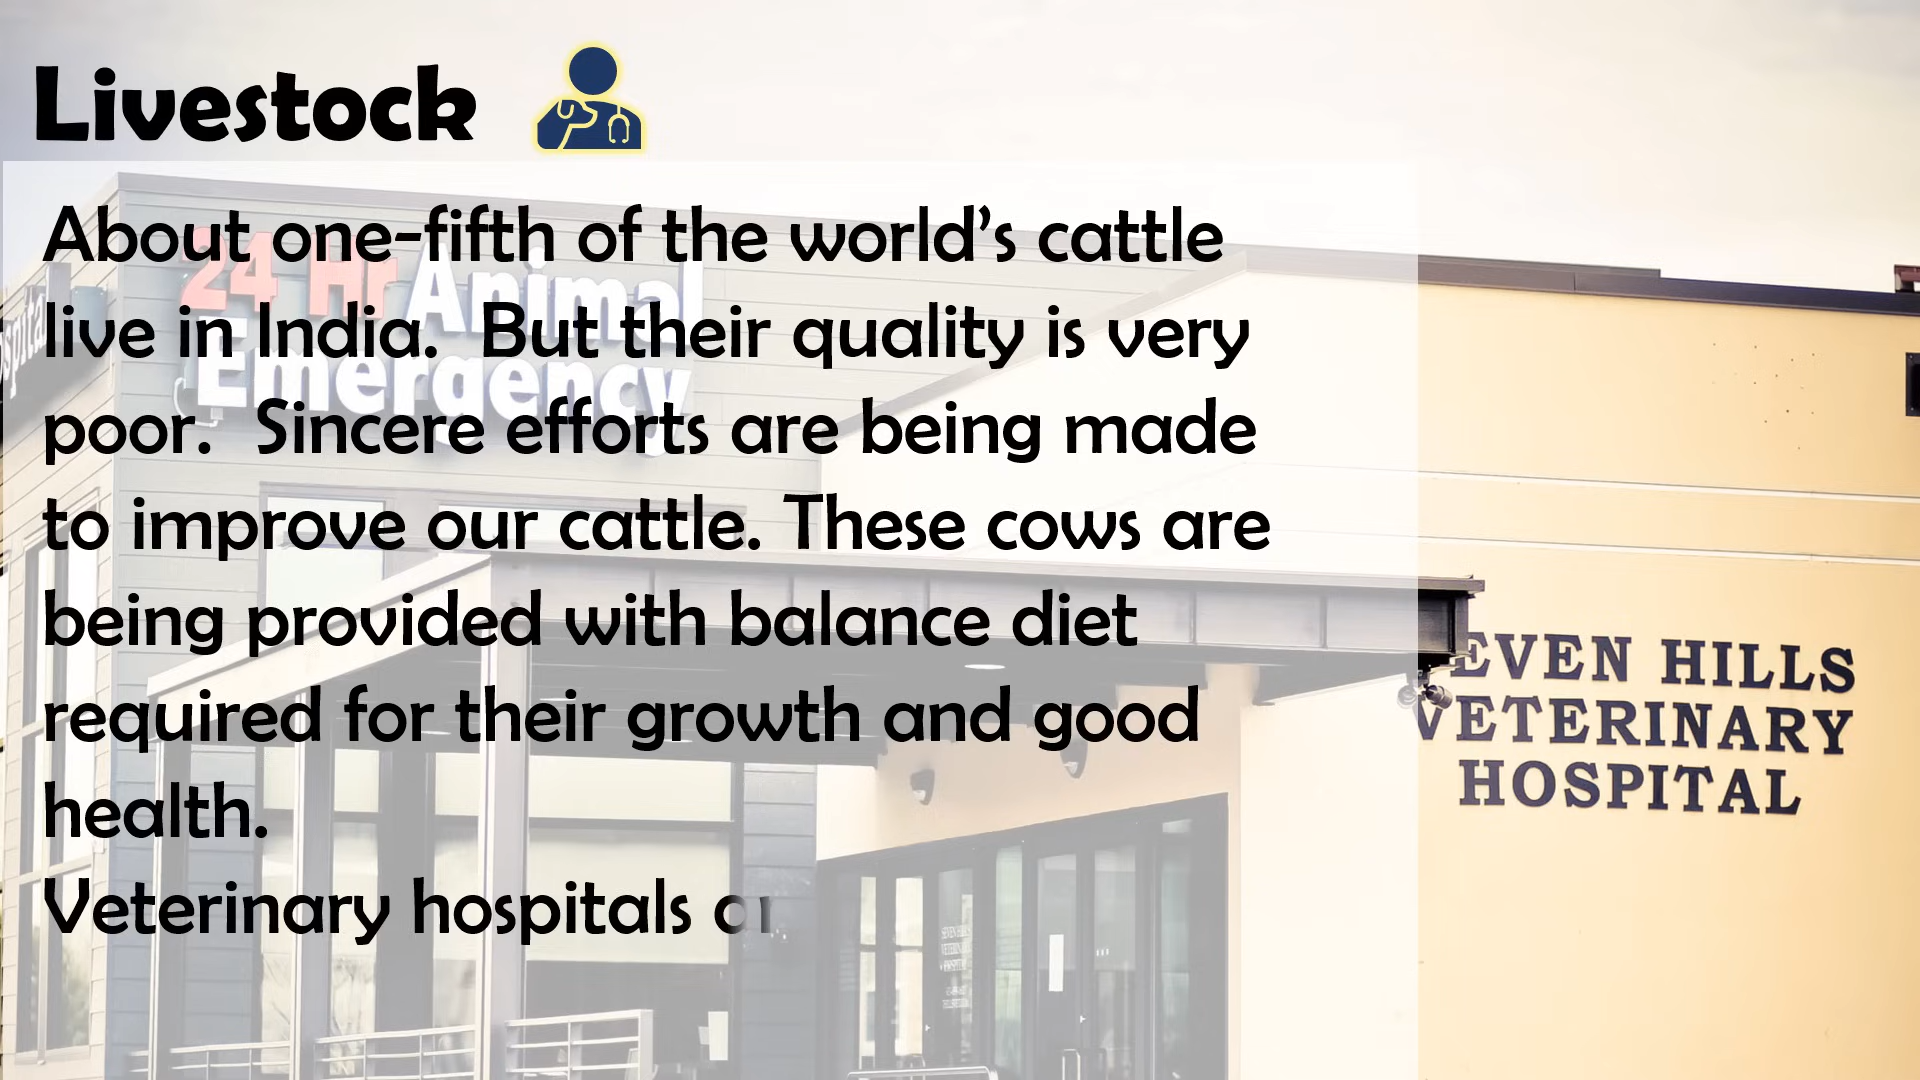 Livestock
About one-fifth of the world’s cattle
live in India.  But their quality is very
poor.  Sincere efforts are being made
to improve our cattle. These cows are
being provided with balance diet
required for their growth and good
health.
Veterinary hospitals ar
24 Hr Animal
Emergency
EVEN HILLS
VETERINARY
HOSPITAL